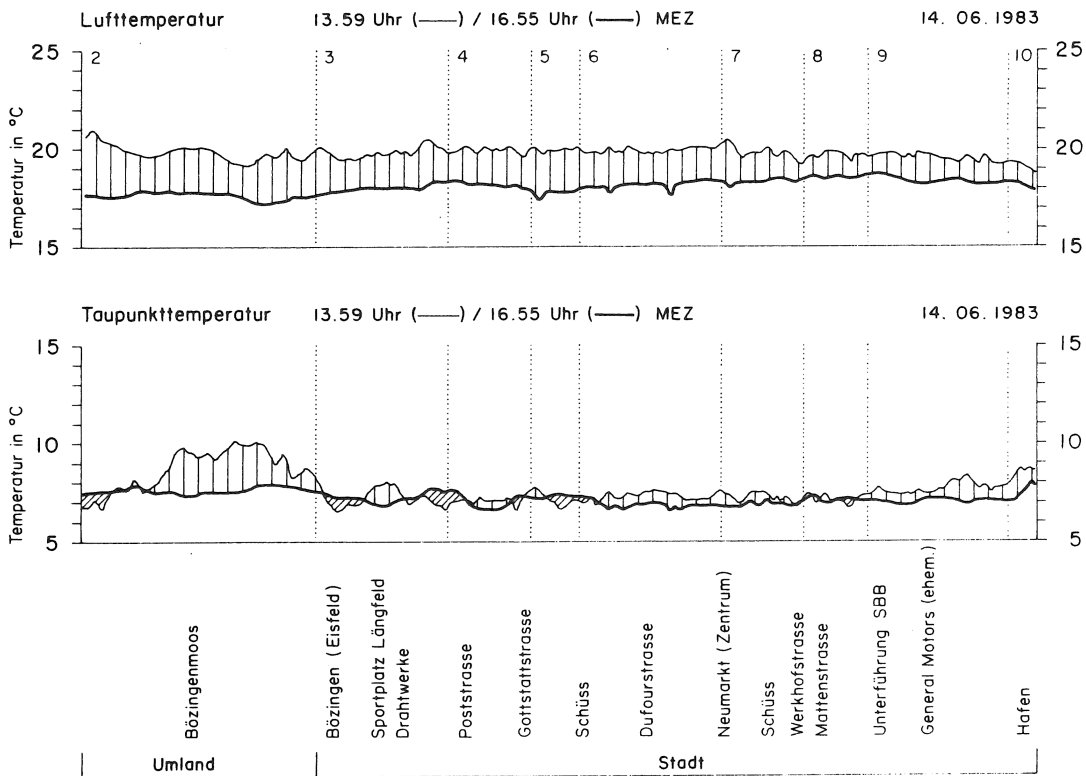 Lufttemperatur 13.59 Uhr (——) / 16.55 Uhr (——) MEZ 14. 06. 1983
25 2 3 4 5 6 7 8 9 10 25
20 20
15 15
Temperatur in °C
Taupunkttemperatur 13.59 Uhr (——) / 16.55 Uhr (——) MEZ 14. 06. 1983
15 15
10 10
5 5
Temperatur in °C
Bözingenmoos
Bözingen (Eisfeld)
Sportplatz Längfeld
Drahtwerke
Poststrasse
Gottstattstrasse
Schüss
Dufourstrasse
Neumarkt (Zentrum)
Schüss
Werkhofstrasse
Mattenstrasse
Unterführung SBB
General Motors (ehem.)
Hafen
Umland Stadt